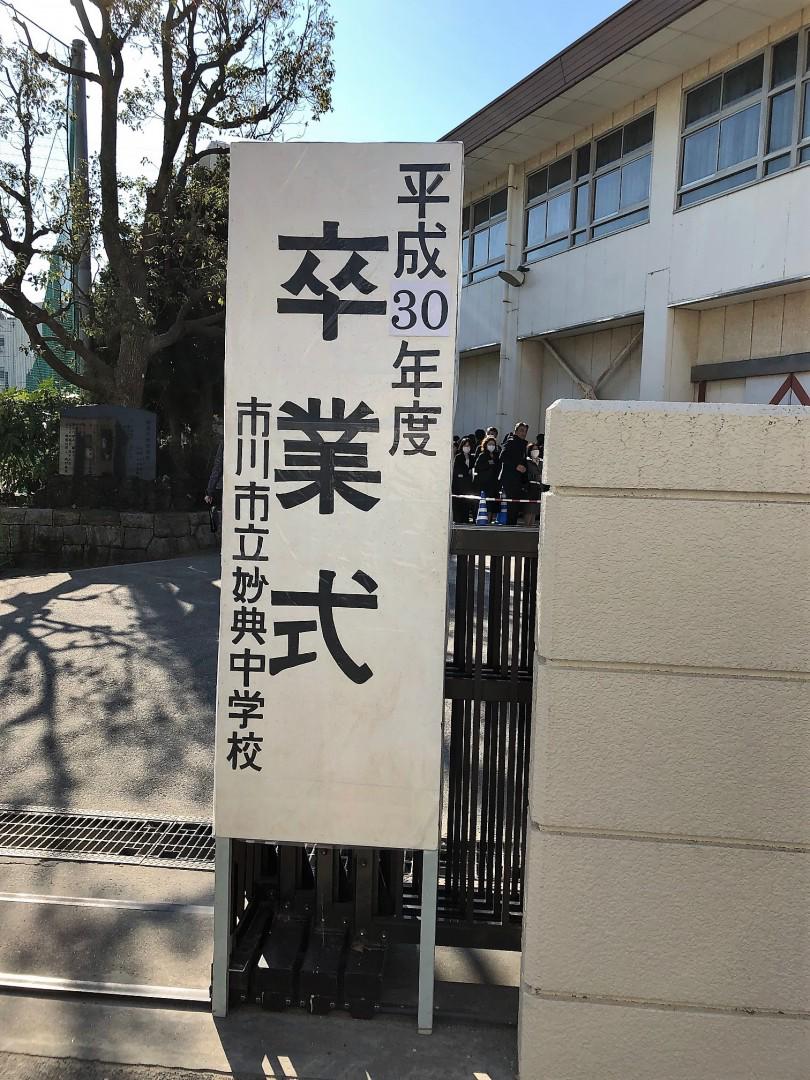 平成30年度
卒業式
市川市立妙典中学校